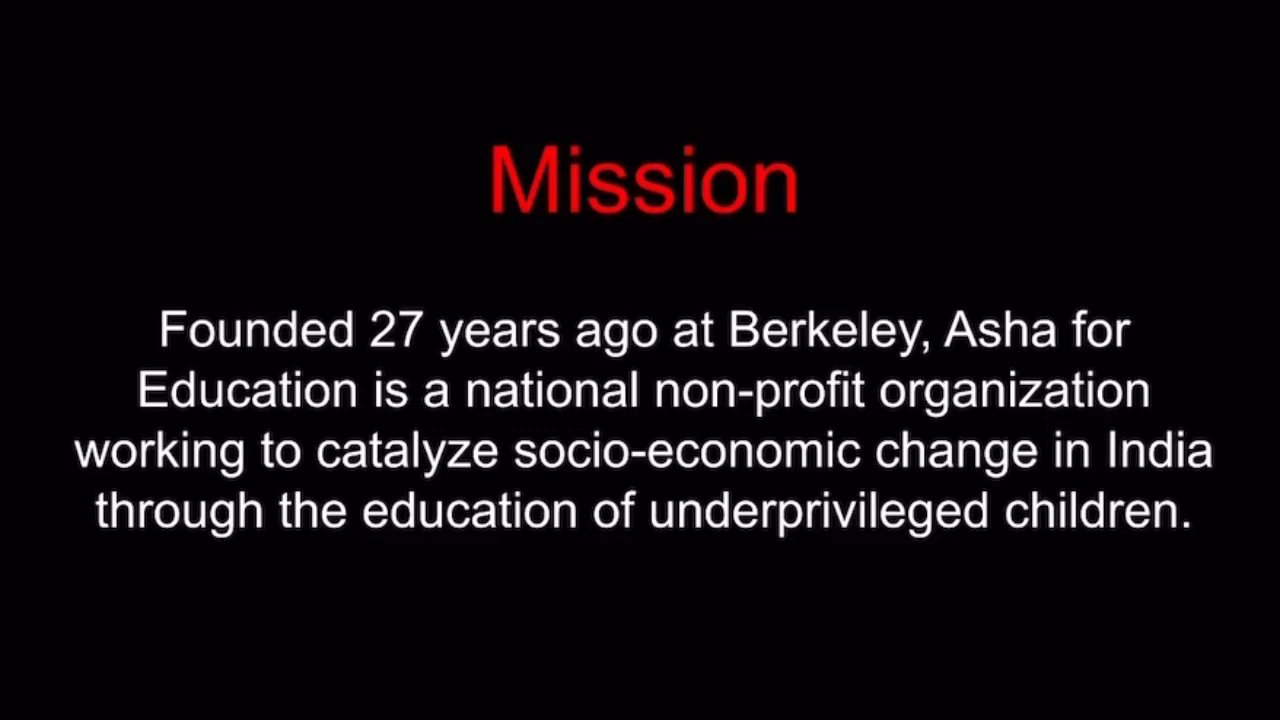 Mission
Founded 27 years ago at Berkeley, Asha for
Education is a national non-profit organization
working to catalyze socio-economic change in India
through the education of underprivileged children.